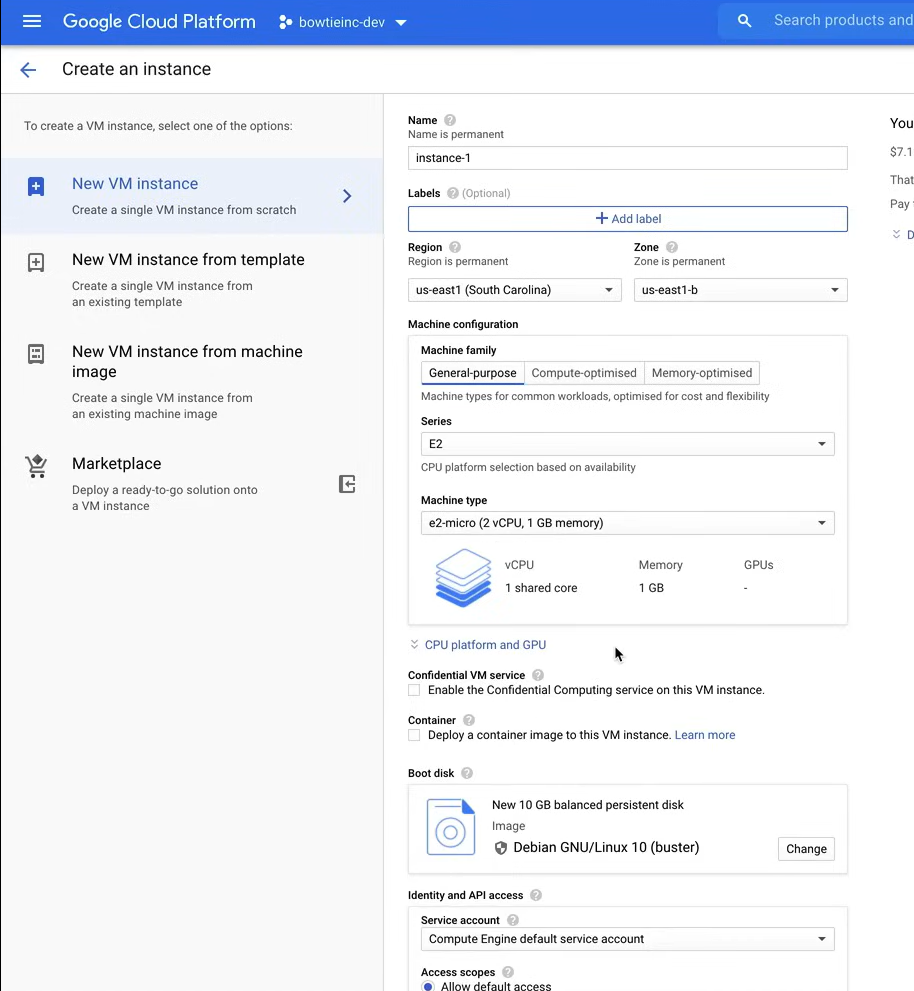 Google Cloud Platform
bowtieinc-dev
Search products and
Create an instance
To create a VM instance, select one of the options:
New VM instance
Create a single VM instance from scratch
New VM instance from template
Create a single VM instance from
an existing template
New VM instance from machine
image
Create a single VM instance from
an existing machine image
Marketplace
Deploy a ready-to-go solution onto
a VM instance
Name
Name is permanent
instance-1
Labels (Optional)
Add label
Region
Region is permanent
us-east1 (South Carolina)
Zone
Zone is permanent
us-east1-b
Machine configuration
Machine family
General-purpose
Compute-optimised
Memory-optimised
Machine types for common workloads, optimised for cost and flexibility
Series
E2
CPU platform selection based on availability
Machine type
e2-micro (2 vCPU, 1 GB memory)
vCPU
1 shared core
Memory
1 GB
GPUs
-
CPU platform and GPU
Confidential VM service
Enable the Confidential Computing service on this VM instance.
Container
Deploy a container image to this VM instance. Learn more
Boot disk
New 10 GB balanced persistent disk
Image
Debian GNU/Linux 10 (buster)
Change
Identity and API access
Service account
Compute Engine default service account
Access scopes
Allow default access
You
$7.1
That
Pay
D